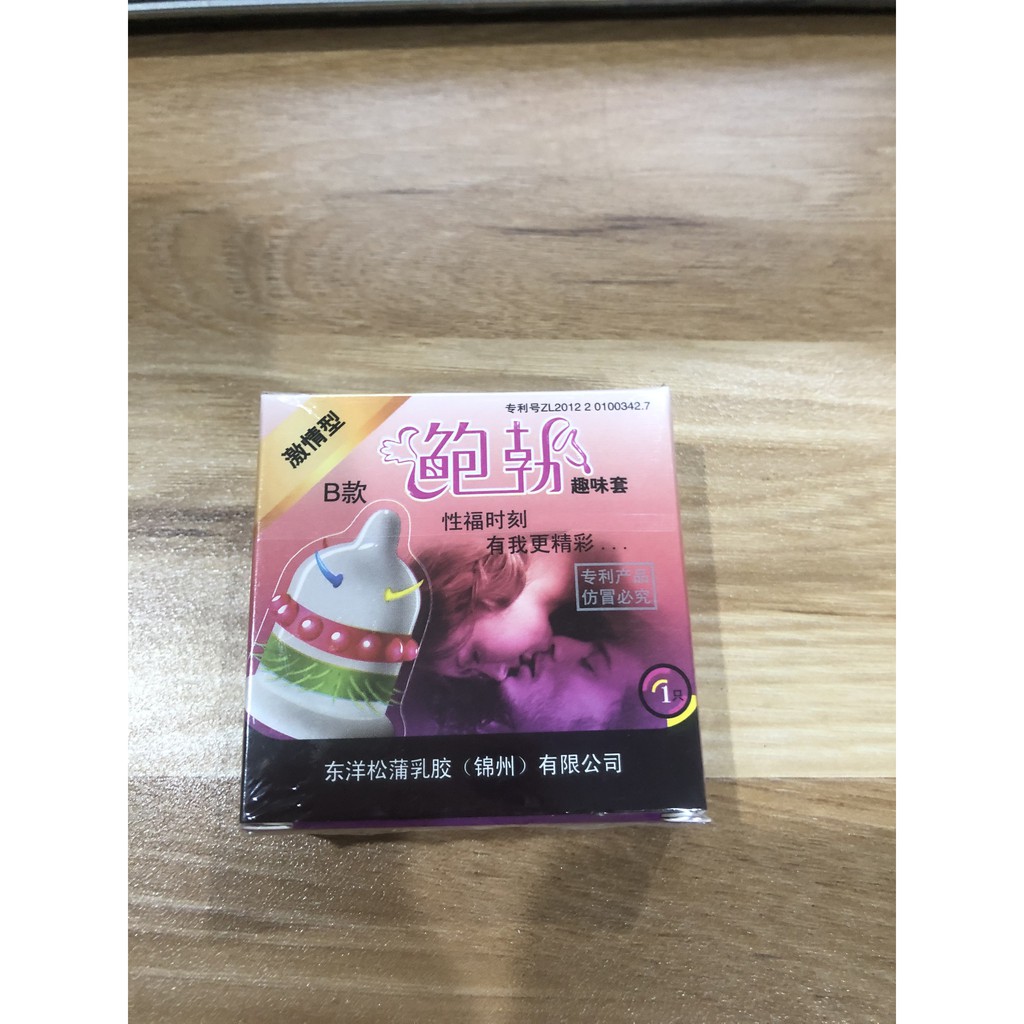 专利号ZL2012 2 0100342.7
激情型
鲍勃
趣味套
B款
性福时刻
有我更精彩...
专利产品
仿冒必究
1只
东洋松蒲乳胶（锦州）有限公司